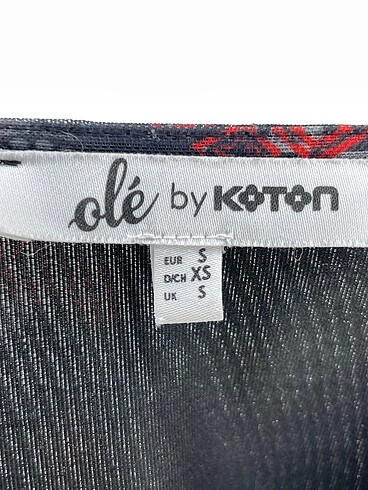 olé by KOTON
EUR S
D/CH XS
UK S